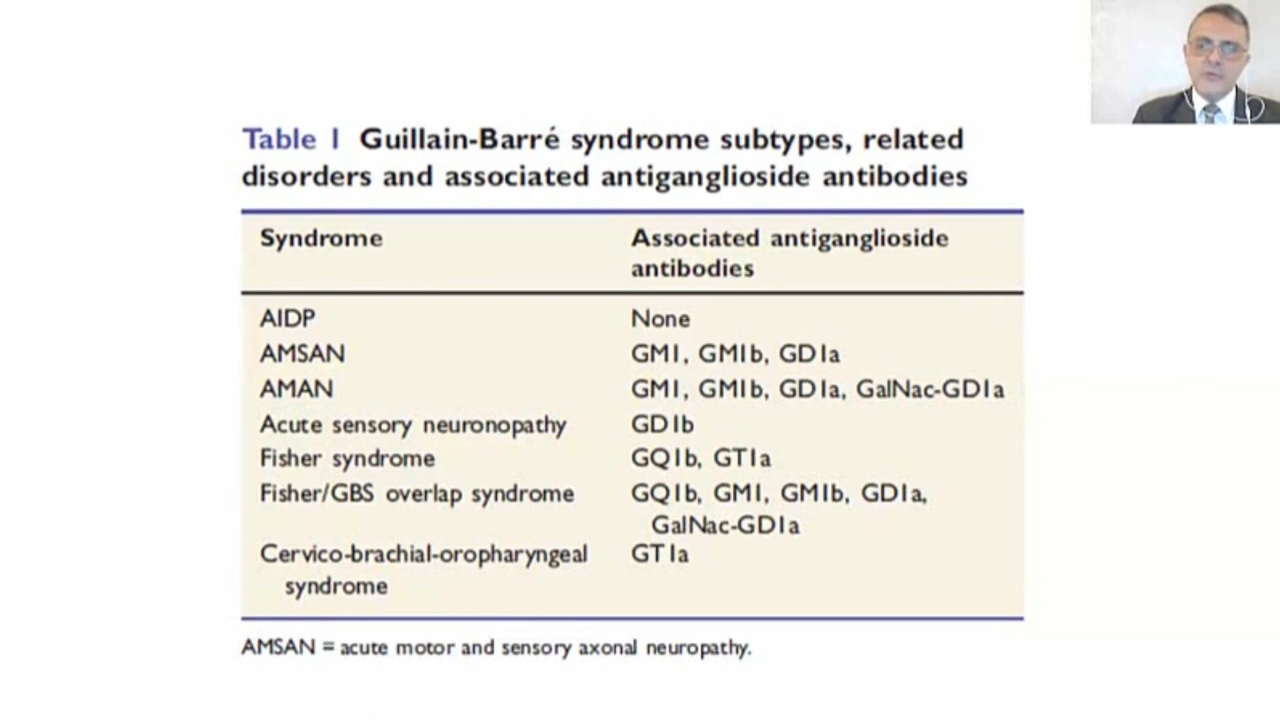 Table 1 Guillain-Barré syndrome subtypes, related
disorders and associated antiganglioside antibodies
Syndrome Associated antiganglioside
antibodies
AIDP None
AMSAN GM1, GM1b, GD1a
AMAN GM1, GM1b, GD1a, GalNac-GD1a
Acute sensory neuronopathy GD1b
Fisher syndrome GQ1b, GT1a
Fisher/GBS overlap syndrome GQ1b, GM1, GM1b, GD1a,
GalNac-GD1a
Cervico-brachial-oropharyngeal GT1a
syndrome
AMSAN = acute motor and sensory axonal neuropathy.